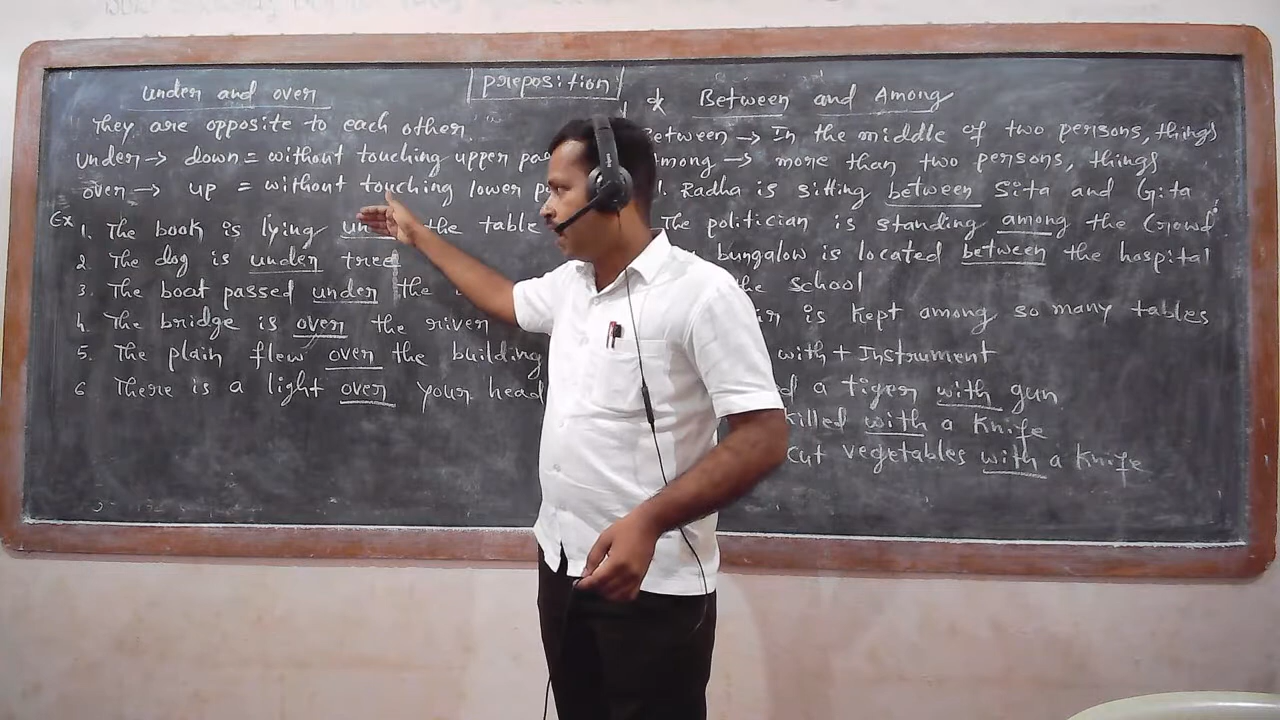 preposition
under and over
They are opposite to each other
under → down = without touching upper
over → up = without touching lower
Ex 1. The book is lying the table
2. The dog is under tree
3. The boat passed under the
4. The bridge is over the river
5. The plain flew over the building
6 There is a light over your head
* Between and Among
Between → In the middle of two persons, things
Among → more than two persons, things
1. Radha is sitting between Sita and Gita
The politician is standing among the Crowd
bungalow is located between the hospital
school
is kept among so many tables
with + Instrument
a tiger with gun
killed with a knife
cut vegetables with a knife